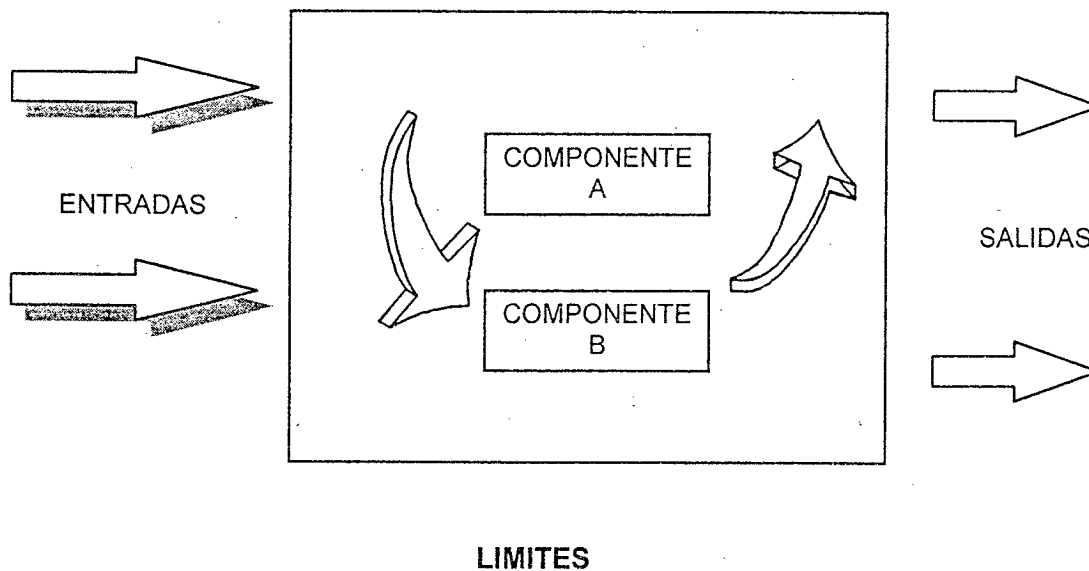 COMPONENTE
A
ENTRADAS
SALIDAS
COMPONENTE
B
LIMITES